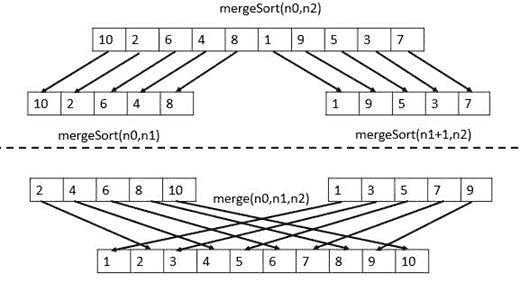 mergeSort(n0,n2)
10 2 6 4 8 1 9 5 3 7
10 2 6 4 8
1 9 5 3 7
mergeSort(n0,n1)
mergeSort(n1+1,n2)
2 4 6 8 10
merge(n0,n1,n2)
1 3 5 7 9
1 2 3 4 5 6 7 8 9 10